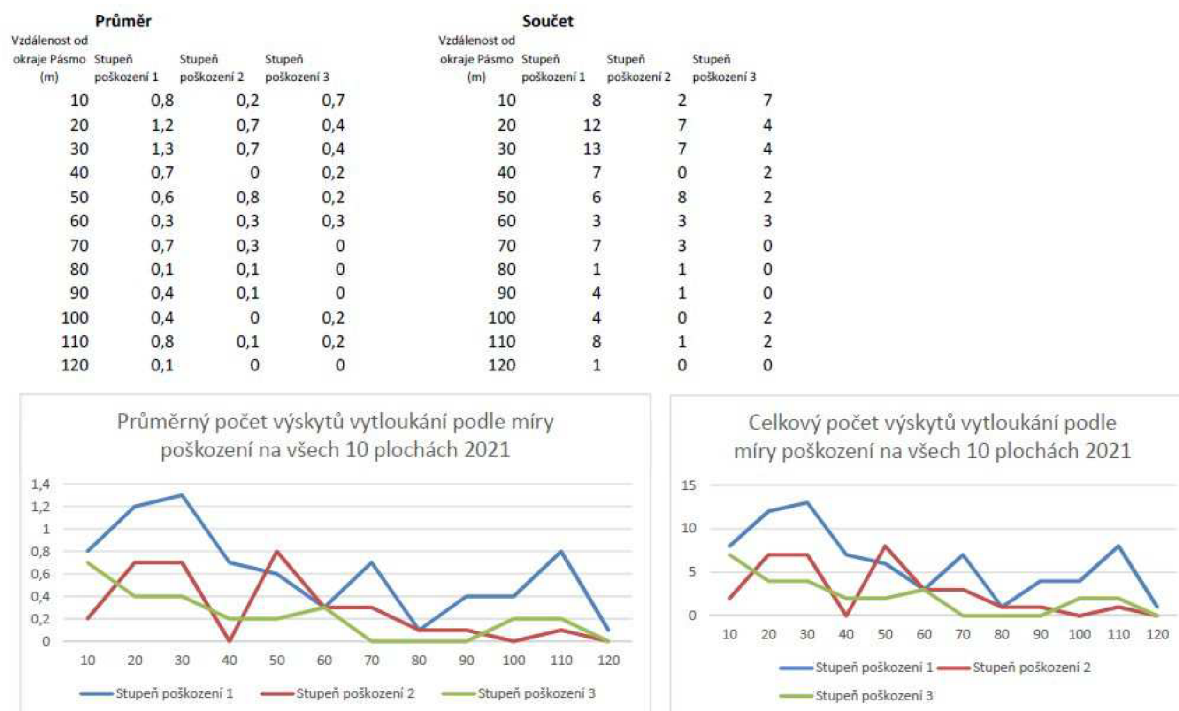 Průměr
Vzdálenost od
okraje Pásmo Stupeň Stupeň Stupeň
(m) poškození 1 poškození 2 poškození 3
10 0,8 0,2 0,7
20 1,2 0,7 0,4
30 1,3 0,7 0,4
40 0,7 0 0,2
50 0,6 0,8 0,2
60 0,3 0,3 0,3
70 0,7 0,3 0
80 0,1 0,1 0
90 0,4 0,1 0
100 0,4 0 0,2
110 0,8 0,1 0,2
120 0,1 0 0
Součet
Vzdálenost od
okraje Pásmo Stupeň Stupeň Stupeň
(m) poškození 1 poškození 2 poškození 3
10 8 2 7
20 12 7 4
30 13 7 4
40 7 0 2
50 6 8 2
60 3 3 3
70 7 3 0
80 1 1 0
90 4 1 0
100 4 0 2
110 8 1 2
120 1 0 0
Průměrný počet výskytů vytloukání podle míry
poškození na všech 10 plochách 2021
1,4
1,2
1
0,8
0,6
0,4
0,2
0
10 20 30 40 50 60 70 80 90 100 110 120
Stupeň poškození 1 Stupeň poškození 2 Stupeň poškození 3
Celkový počet výskytů vytloukání podle
míry poškození na všech 10 plochách 2021
15
10
5
0
10 20 30 40 50 60 70 80 90 100 110 120
Stupeň poškození 1 Stupeň poškození 2
Stupeň poškození 3